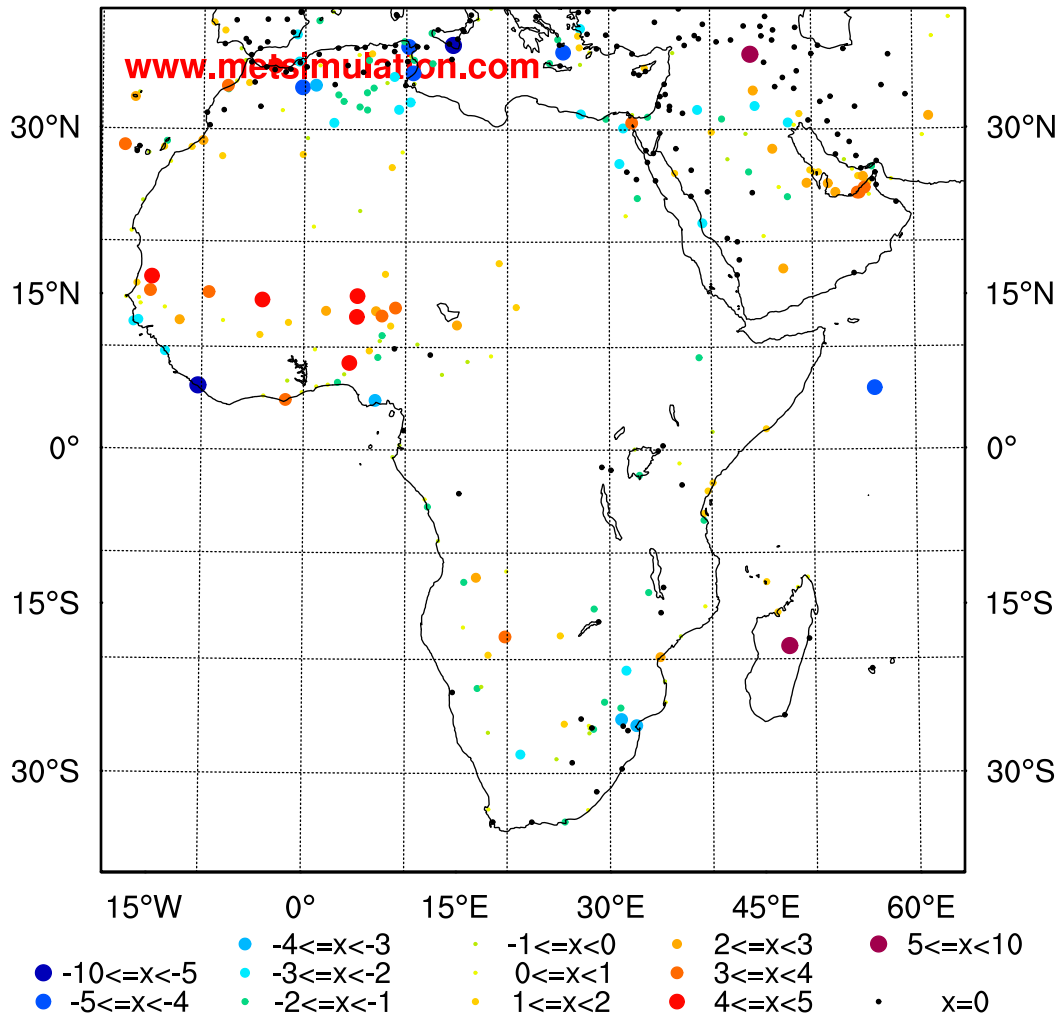 www.metsimulation.com
30°N 30°N
15°N 15°N
0° 0°
15°S 15°S
30°S 30°S
15°W 0° 15°E 30°E 45°E 60°E
-4<=x<-3 -1<=x<0 2<=x<3 5<=x<10
-10<=x<-5 -3<=x<-2 0<=x<1 3<=x<4
-5<=x<-4 -2<=x<-1 1<=x<2 4<=x<5 x=0